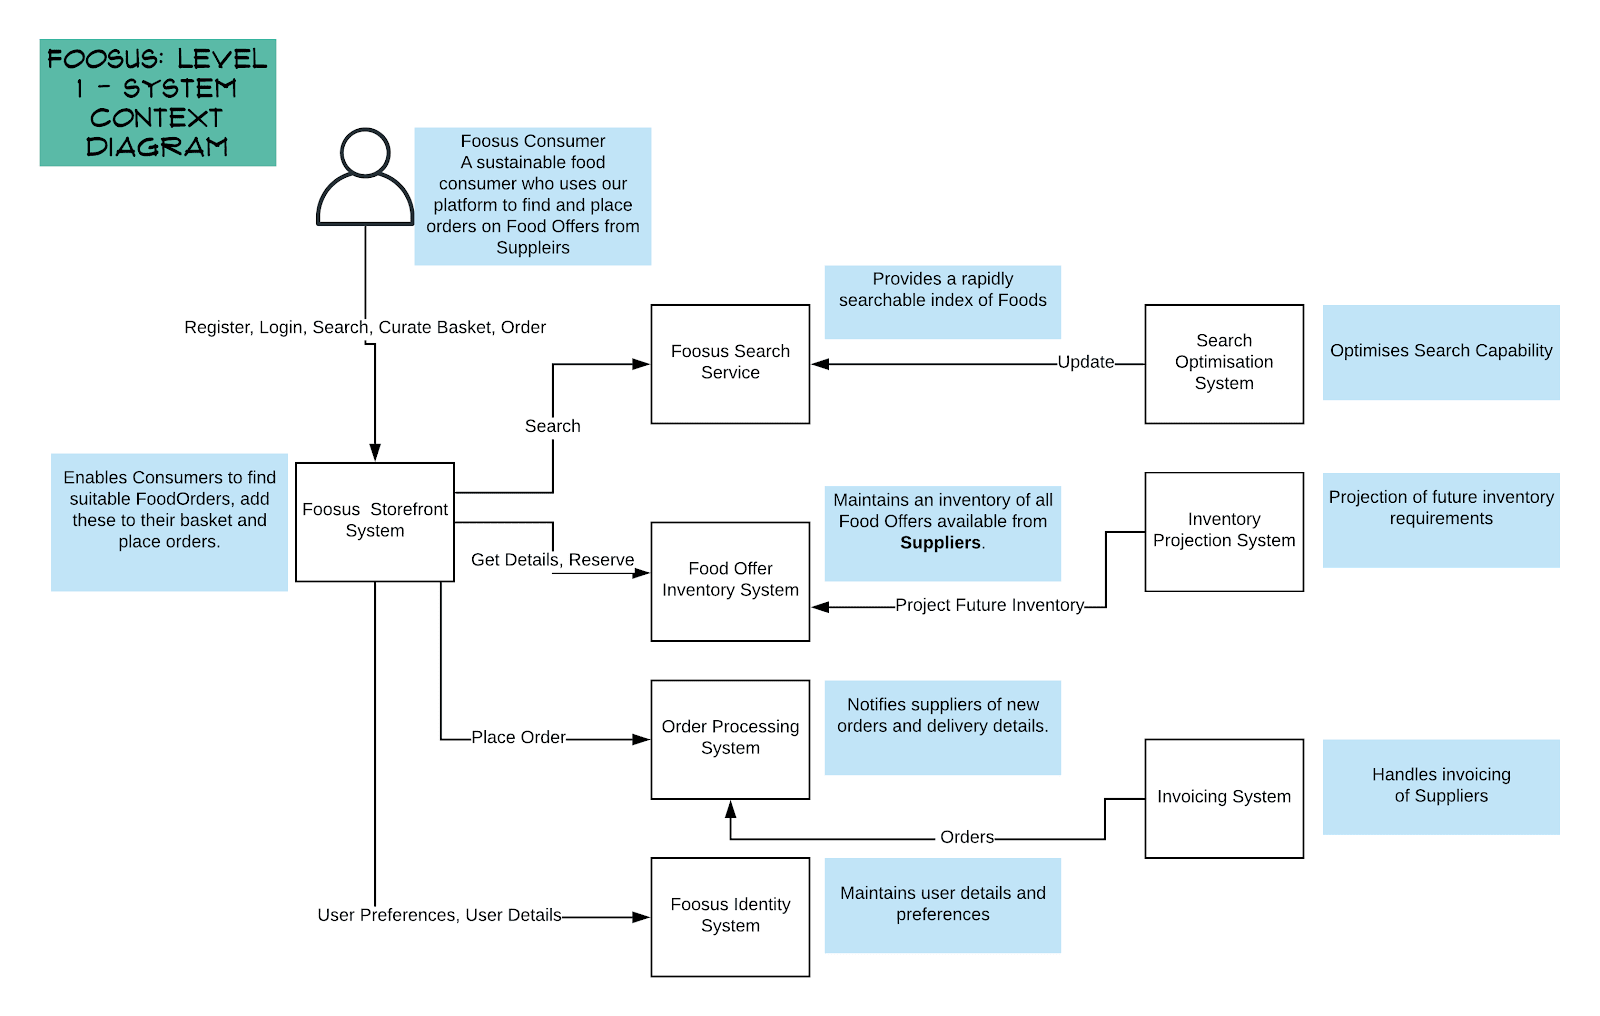 FOOSUS: LEVEL
1 - SYSTEM
CONTEXT
DIAGRAM
Foosus Consumer
A sustainable food
consumer who uses our
platform to find and place
orders on Food Offers from
Suppleirs
Register, Login, Search, Curate Basket, Order
Provides a rapidly
searchable index of Foods
Foosus Search
Service
Update
Search
Optimisation
System
Optimises Search Capability
Search
Enables Consumers to find
suitable FoodOrders, add
these to their basket and
place orders.
Foosus  Storefront
System
Get Details, Reserve
Food Offer
Inventory System
Maintains an inventory of all
Food Offers available from
Suppliers.
Project Future Inventory
Inventory
Projection System
Projection of future inventory
requirements
Place Order
Order Processing
System
Notifies suppliers of new
orders and delivery details.
Orders
Invoicing System
Handles invoicing
of Suppliers
User Preferences, User Details
Foosus Identity
System
Maintains user details and
preferences